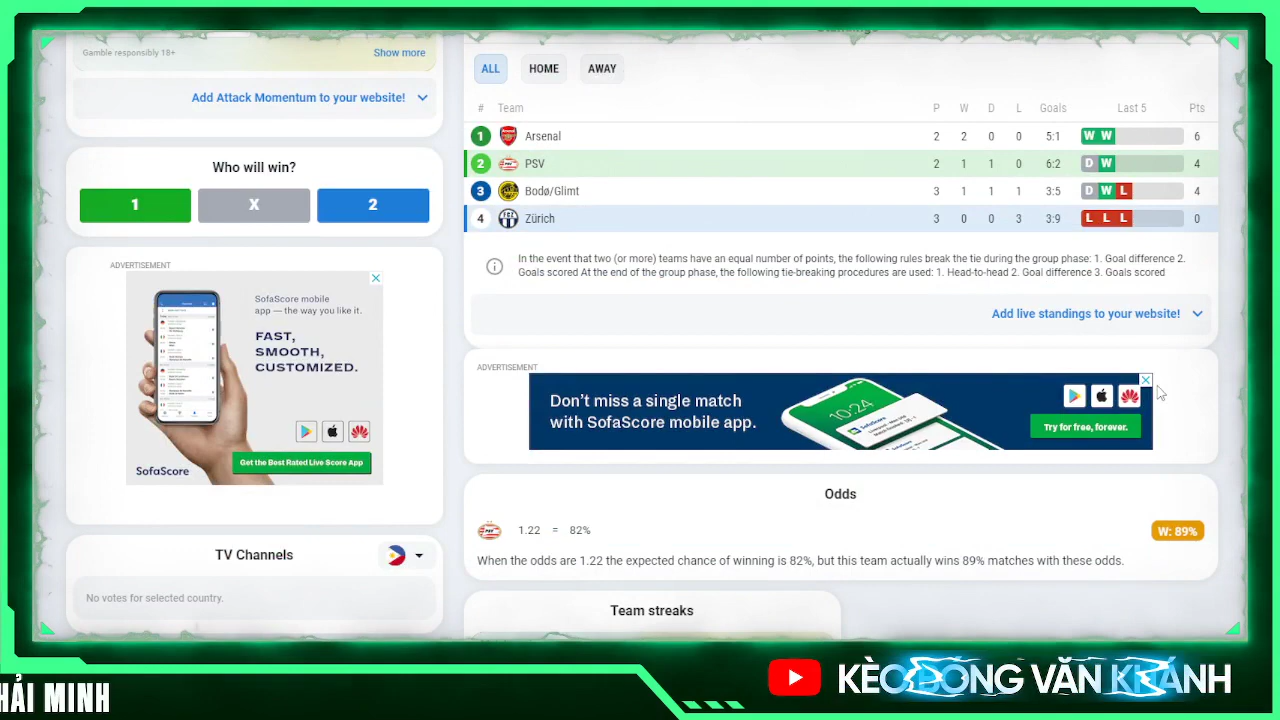 Gamble responsibly 18+
Show more
Add Attack Momentum to your website!
Who will win?
1 X 2
ADVERTISEMENT
SofaScore mobile
app — the way you like it.
FAST,
SMOOTH,
CUSTOMIZED.
SofaScore
Get the Best Rated Live Score App
TV Channels
No votes for selected country.
ALL HOME AWAY
# Team P W D L Goals Last 5 Pts
1 Arsenal 2 2 0 0 5:1 W W 6
2 PSV 2 1 1 0 6:2 D W 4
3 Bodø/Glimt 3 1 1 1 3:5 D W L 4
4 Zürich 3 0 0 3 3:9 L L L 0
In the event that two (or more) teams have an equal number of points, the following rules break the tie during the group phase: 1. Goal difference 2.
Goals scored At the end of the group phase, the following tie-breaking procedures are used: 1. Head-to-head 2. Goal difference 3. Goals scored
Add live standings to your website!
ADVERTISEMENT
Don't miss a single match
with SofaScore mobile app.
10:24
SofaScore
Try for free, forever.
Odds
1.22 = 82%
W: 89%
When the odds are 1.22 the expected chance of winning is 82%, but this team actually wins 89% matches with these odds.
Team streaks
HẢI MINH
KÈO BÓNG VĂN KHÁNH